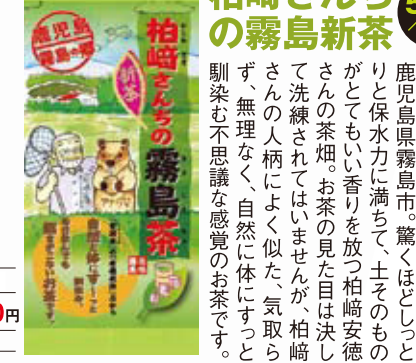 柏﨑さんち
の霧島新茶
鹿児島県霧島市。驚くほどしっと
りと保水力に満ちて、土そのもの
がとてもいい香りを放つ柏﨑安徳
さんの茶畑。お茶の見た目は決し
て洗練されてはいませんが、柏﨑
さんの人柄によく似た、気取ら
ず、無理なく、自然に体にすっと
馴染む不思議な感覚のお茶です。
鹿児島
霧島の郷
柏﨑さんちの霧島茶
新茶
円